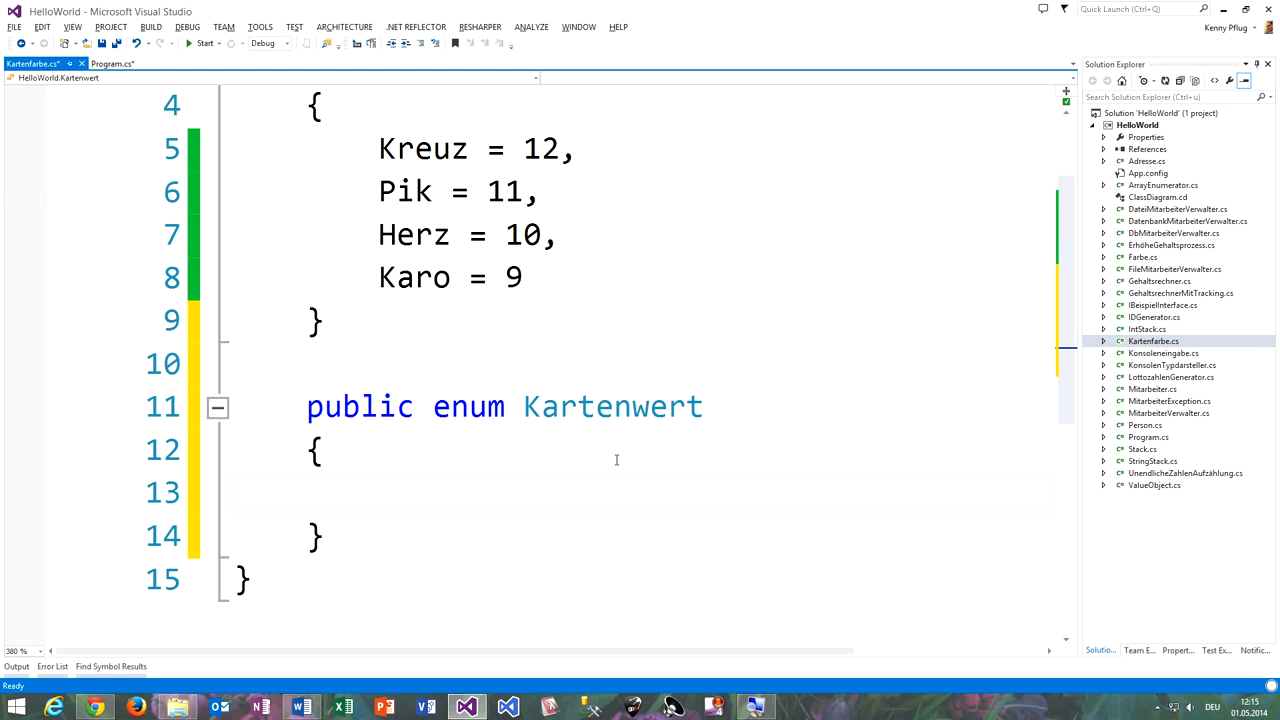 HelloWorld - Microsoft Visual Studio
Quick Launch (Ctrl+Q)
FILE EDIT VIEW PROJECT BUILD DEBUG TEAM TOOLS TEST ARCHITECTURE .NET REFLECTOR RESHARPER ANALYZE WINDOW HELP
Kenny Pflug
Start Debug
Kartenfarbe.cs* Program.cs*
HelloWorld.Kartenwert
4 {
5 Kreuz = 12,
6 Pik = 11,
7 Herz = 10,
8 Karo = 9
9 }
10
11 public enum Kartenwert
12 {
13
14 }
15 }
380 %
Solution Explorer
Search Solution Explorer (Ctrl+ü)
Solution 'HelloWorld' (1 project)
HelloWorld
Properties
References
Adresse.cs
App.config
ArrayEnumerator.cs
ClassDiagram.cd
DateiMitarbeiterVerwalter.cs
DatenbankMitarbeiterVerwalter.cs
DbMitarbeiterVerwalter.cs
ErhöheGehaltsprozess.cs
Farbe.cs
FileMitarbeiterVerwalter.cs
Gehaltsrechner.cs
GehaltsrechnerMitTracking.cs
IBeispielInterface.cs
IDGenerator.cs
IntStack.cs
Kartenfarbe.cs
Konsoleneingabe.cs
KonsolenTypdarsteller.cs
LottozahlenGenerator.cs
Mitarbeiter.cs
MitarbeiterException.cs
MitarbeiterVerwalter.cs
Person.cs
Program.cs
Stack.cs
StringStack.cs
UnendlicheZahlenAufzählung.cs
ValueObject.cs
Solutio... Team E... Propert... Test Ex... Notific...
Output Error List Find Symbol Results
Ready
DEU
12:15
01.05.2014